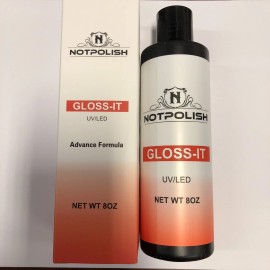 N
NOTPOLISH
GLOSS-IT
UV/LED
Advance Formula
NET WT 8OZ
N
NOTPOLISH
GLOSS-IT
UV/LED
NET WT 8OZ